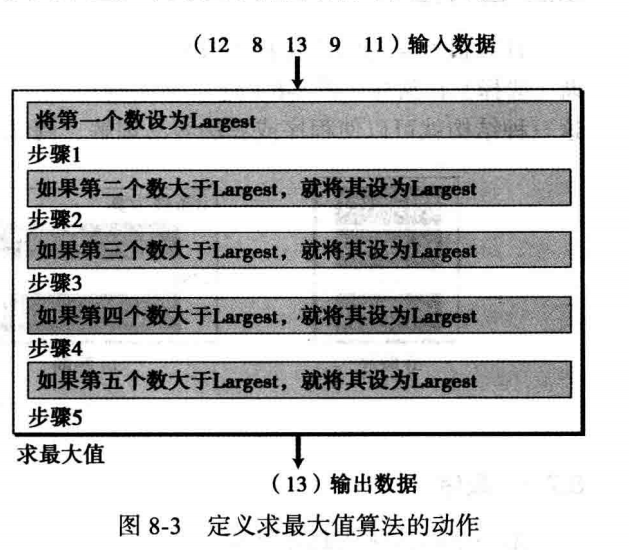 （12 8 13 9 11）输入数据
将第一个数设为Largest
步骤1
如果第二个数大于Largest，就将其设为Largest
步骤2
如果第三个数大于Largest，就将其设为Largest
步骤3
如果第四个数大于Largest，就将其设为Largest
步骤4
如果第五个数大于Largest，就将其设为Largest
步骤5
求最大值
（13）输出数据
图 8-3 定义求最大值算法的动作